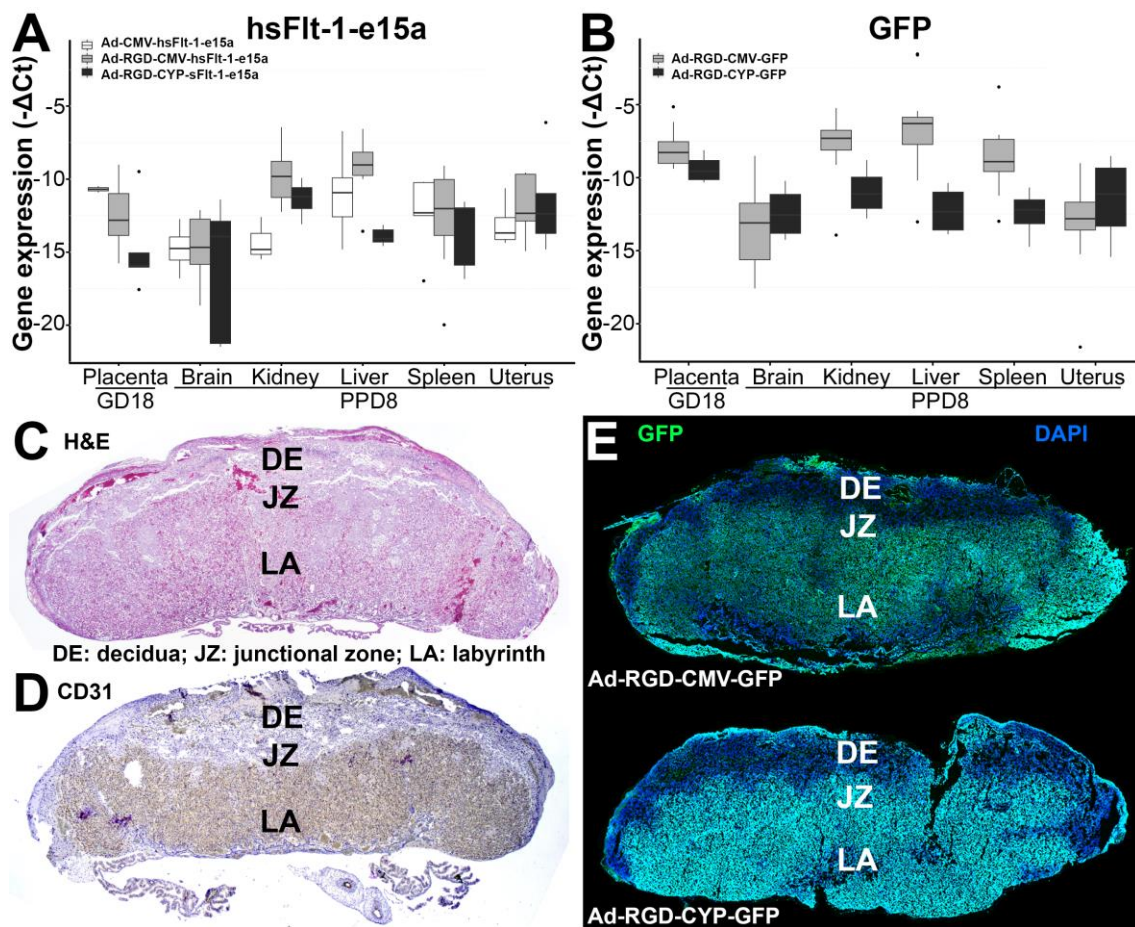 A hsFlt-1-e15a
Ad-CMV-hsFlt-1-e15a
Ad-RGD-CMV-hsFlt-1-e15a
Ad-RGD-CYP-sFlt-1-e15a
Gene expression (-ΔCt)
-5
-10
-15
-20
Placenta Brain Kidney Liver Spleen Uterus
GD18 PPD8
B GFP
Ad-RGD-CMV-GFP
Ad-RGD-CYP-GFP
Gene expression (-ΔCt)
-5
-10
-15
-20
Placenta Brain Kidney Liver Spleen Uterus
GD18 PPD8
C H&E
DE
JZ
LA
DE: decidua; JZ: junctional zone; LA: labyrinth
D CD31
DE
JZ
LA
E GFP DAPI
DE
JZ
LA
Ad-RGD-CMV-GFP
DE
JZ
LA
Ad-RGD-CYP-GFP